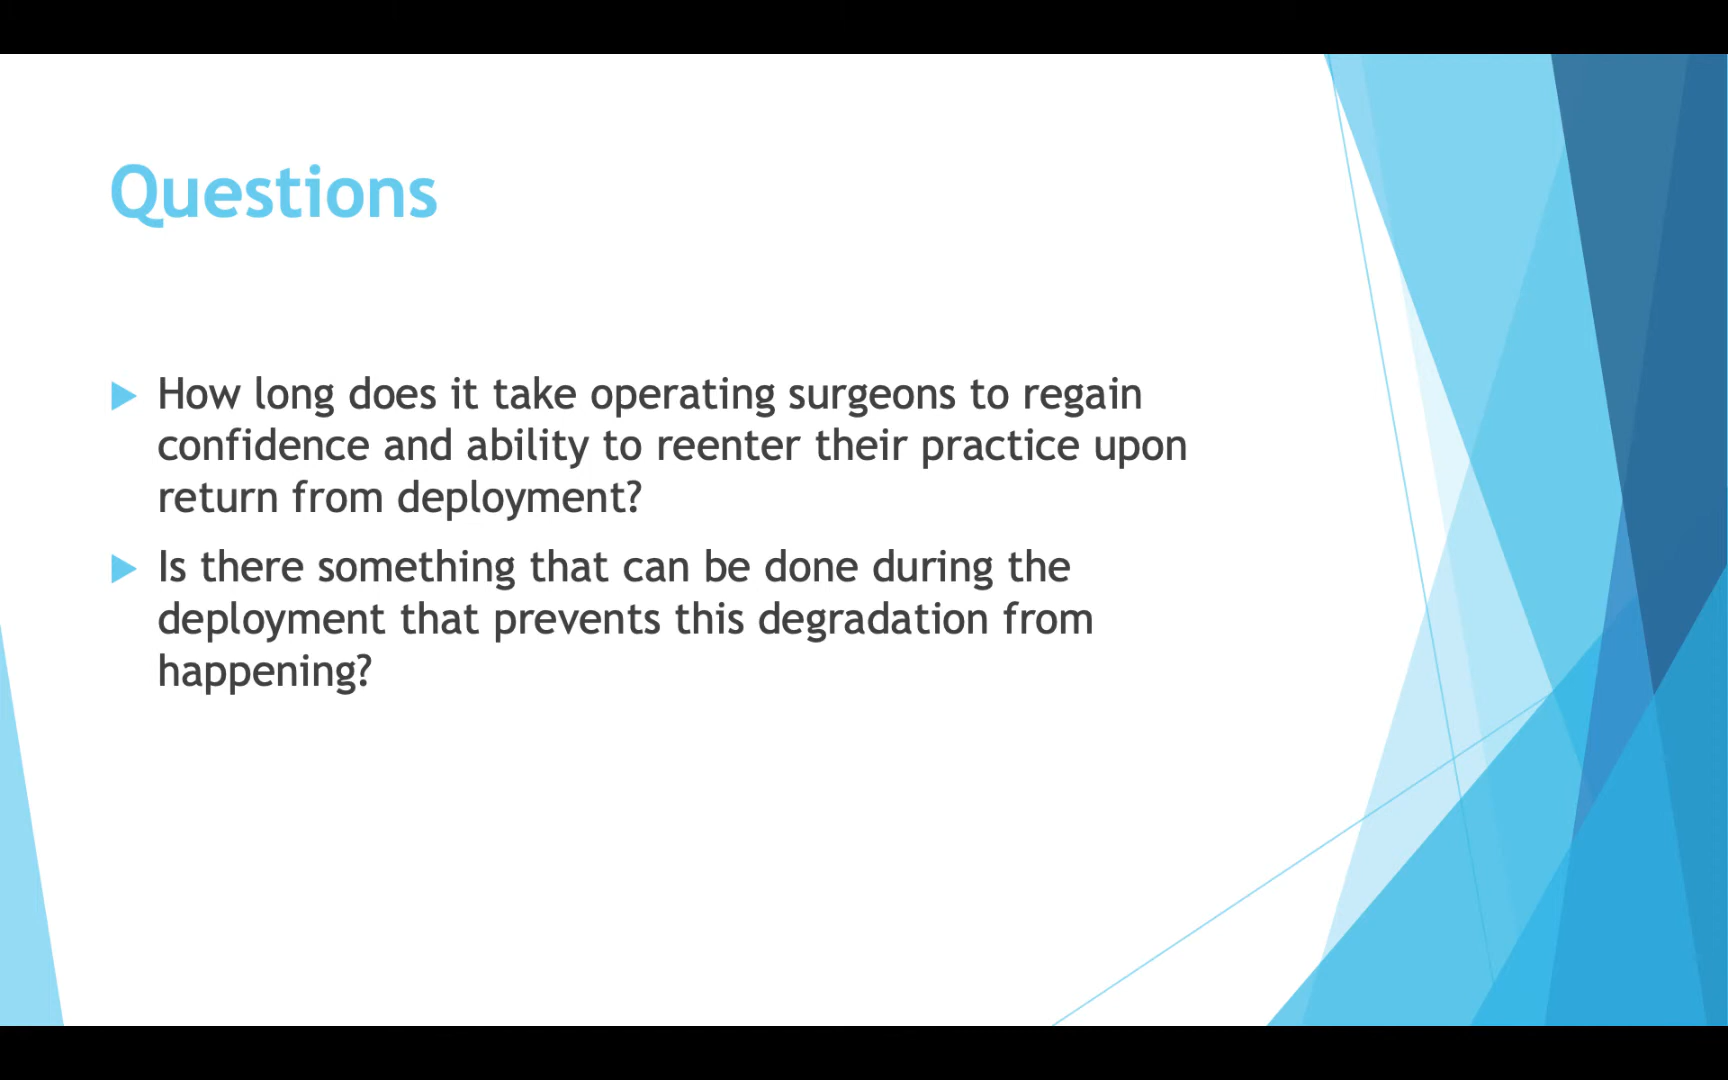 Questions
How long does it take operating surgeons to regain
confidence and ability to reenter their practice upon
return from deployment?
Is there something that can be done during the
deployment that prevents this degradation from
happening?